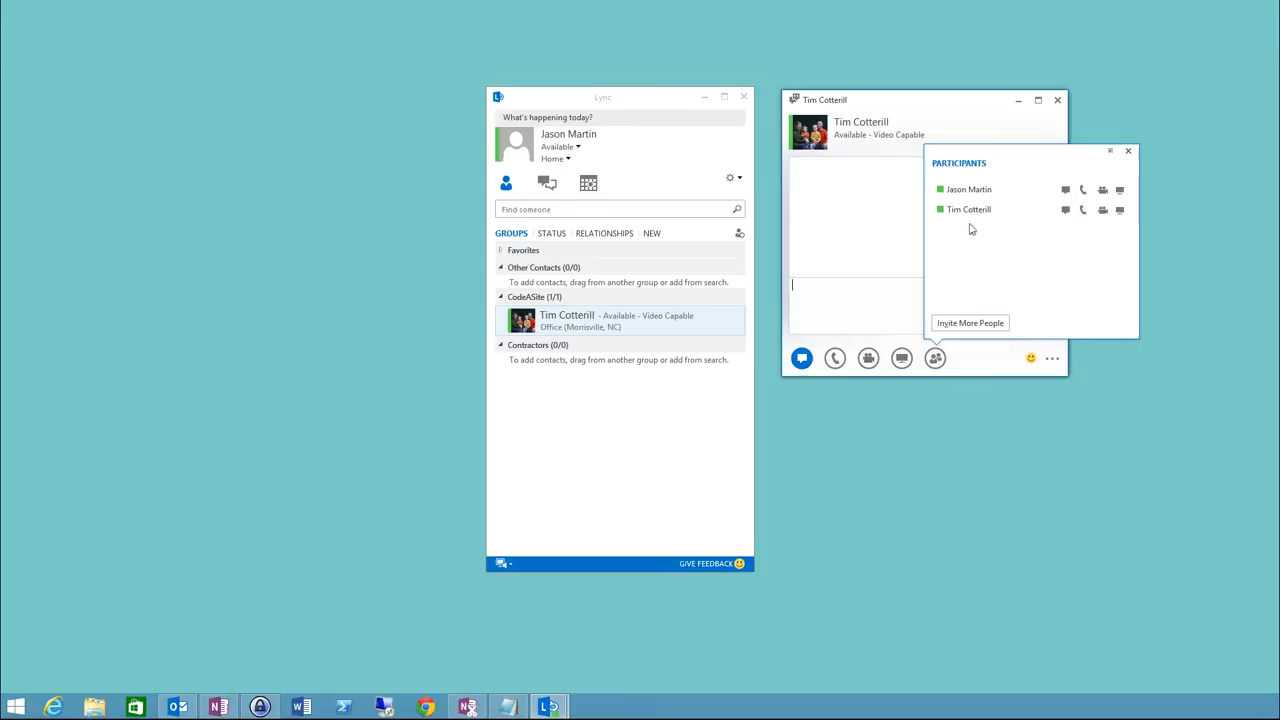 Lync
What's happening today?
Jason Martin
Available
Home
Find someone
GROUPS STATUS RELATIONSHIPS NEW
Favorites
Other Contacts (0/0)
To add contacts, drag from another group or add from search.
CodeASite (1/1)
Tim Cotterill - Available - Video Capable
Office (Morrisville, NC)
Contractors (0/0)
To add contacts, drag from another group or add from search.
GIVE FEEDBACK
Tim Cotterill
Tim Cotterill
Available - Video Capable
PARTICIPANTS
Jason Martin
Tim Cotterill
Invite More People